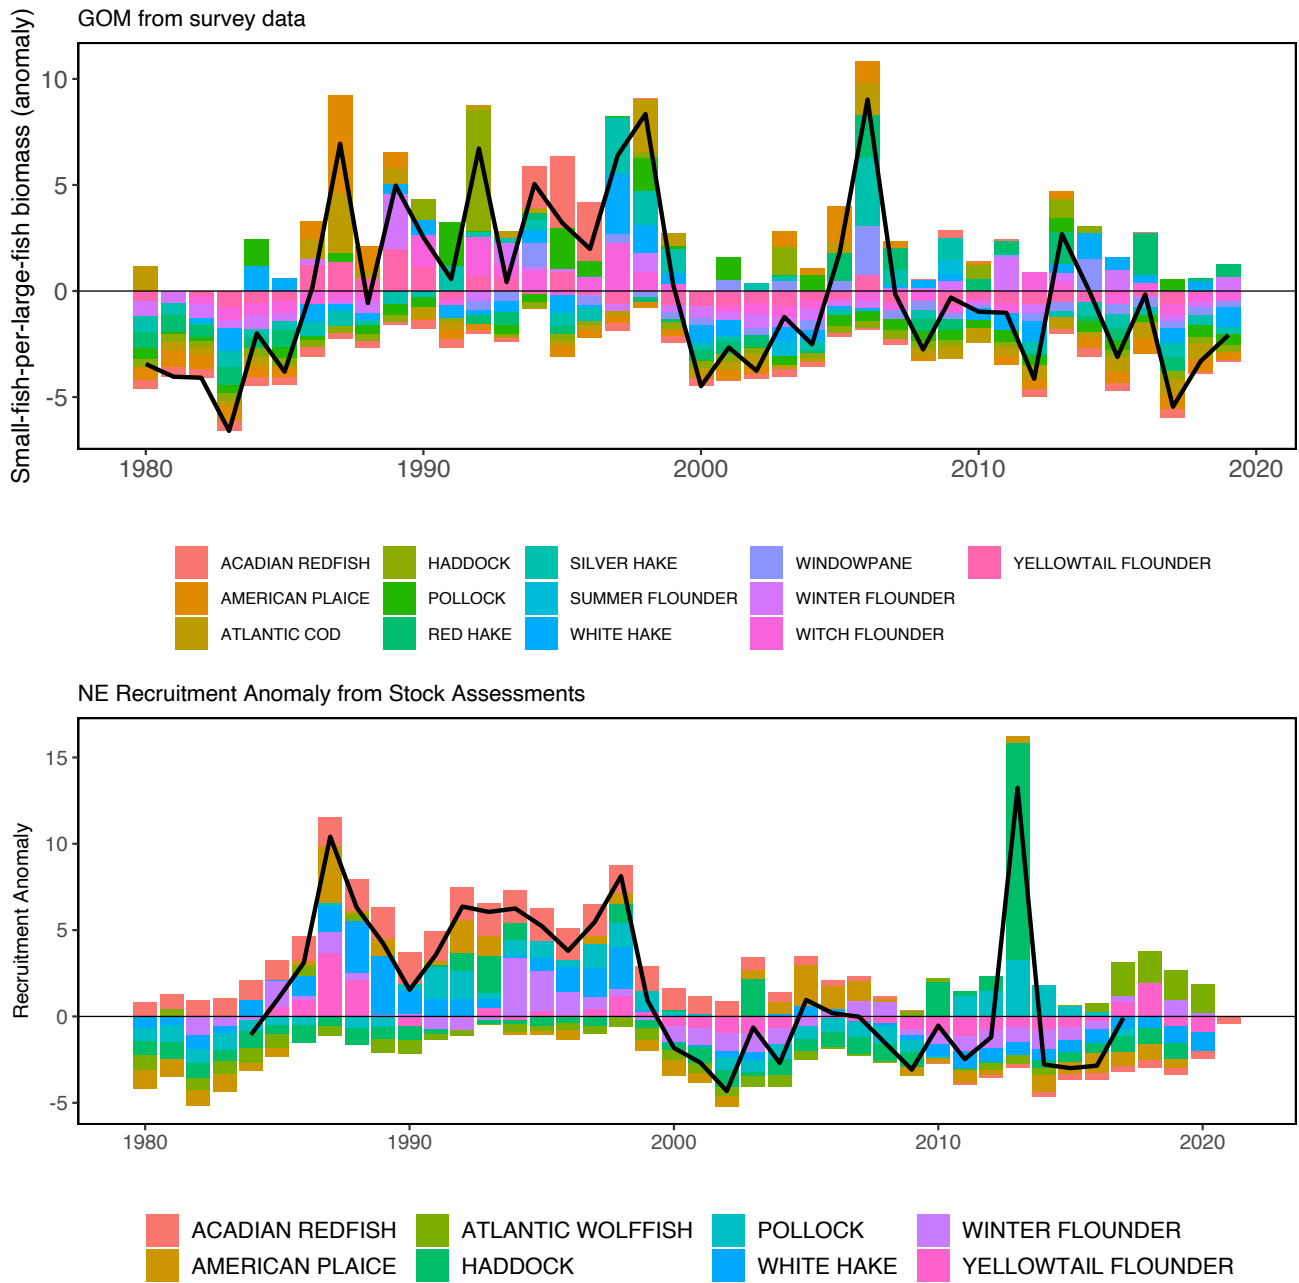 GOM from survey data
Small-fish-per-large-fish biomass (anomaly)
10
5
0
-5
1980 1990 2000 2010 2020
ACADIAN REDFISH HADDOCK SILVER HAKE WINDOWPANE YELLOWTAIL FLOUNDER
AMERICAN PLAICE POLLOCK SUMMER FLOUNDER WINTER FLOUNDER
ATLANTIC COD RED HAKE WHITE HAKE WITCH FLOUNDER
NE Recruitment Anomaly from Stock Assessments
Recruitment Anomaly
15
10
5
0
-5
1980 1990 2000 2010 2020
ACADIAN REDFISH ATLANTIC WOLFFISH POLLOCK WINTER FLOUNDER
AMERICAN PLAICE HADDOCK WHITE HAKE YELLOWTAIL FLOUNDER